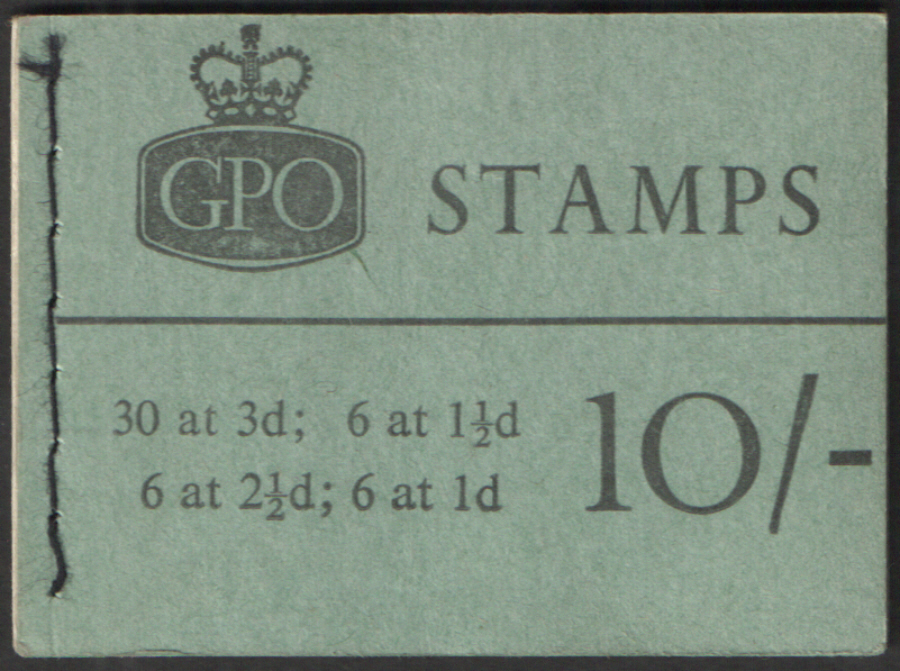 GPO
STAMPS
30 at 3d; 6 at 1½d
6 at 2½d; 6 at 1d
10/-